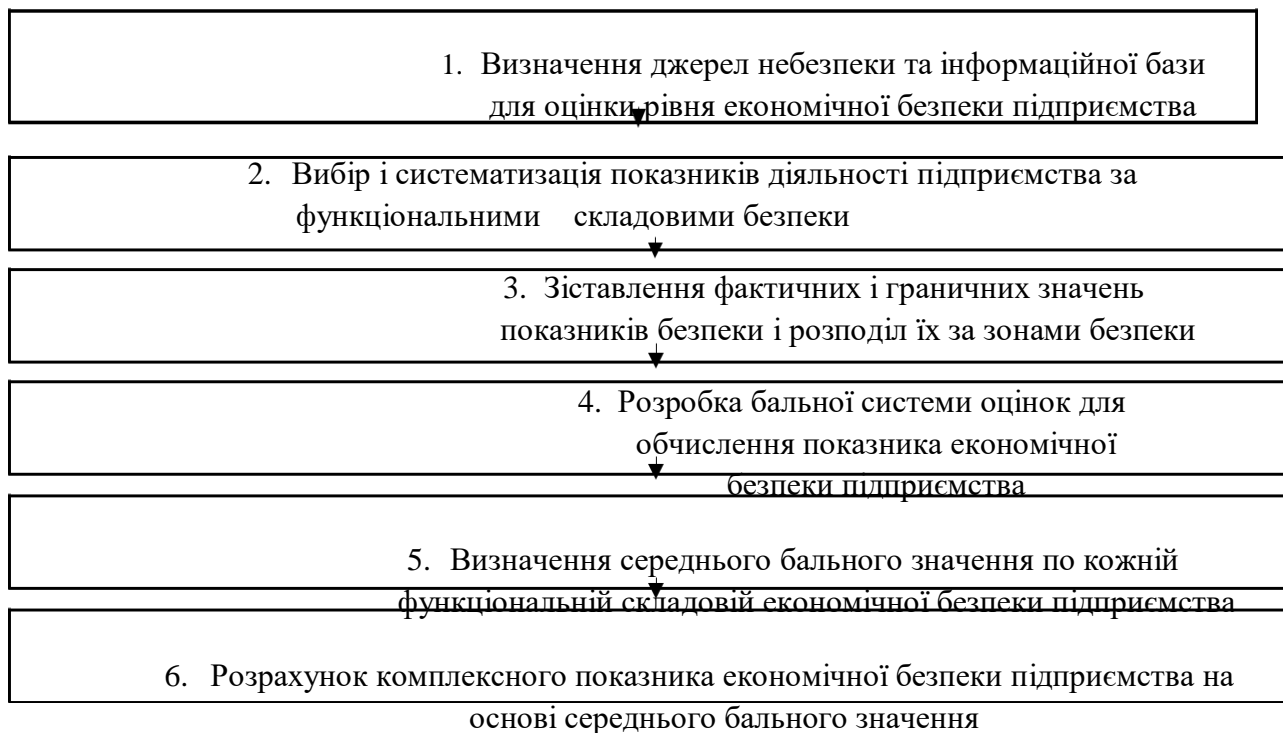 1. Визначення джерел небезпеки та інформаційної бази
для оцінки рівня економічної безпеки підприємства
2. Вибір і систематизація показників діяльності підприємства за
функціональними складовими безпеки
3. Зіставлення фактичних і граничних значень
показників безпеки і розподіл їх за зонами безпеки
4. Розробка бальної системи оцінок для
обчислення показника економічної
безпеки підприємства
5. Визначення середнього бального значення по кожній
функціональній складовій економічної безпеки підприємства
6. Розрахунок комплексного показника економічної безпеки підприємства на
основі середнього бального значення